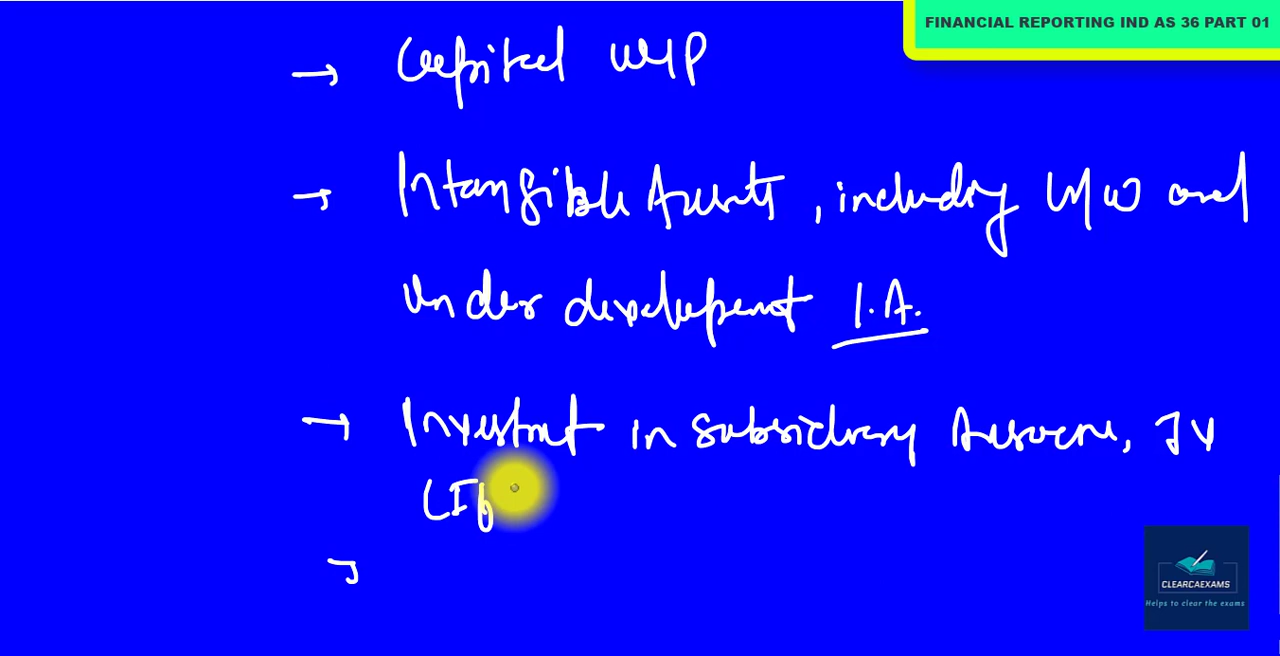 FINANCIAL REPORTING IND AS 36 PART 01
→ Capital WIP
→ Intangible Assets, including G/W and
under development I.A.
→ Investment in Subsidiary Associate, JV
(If
→
CLEARCAEXAMS
Helps to clear the exams